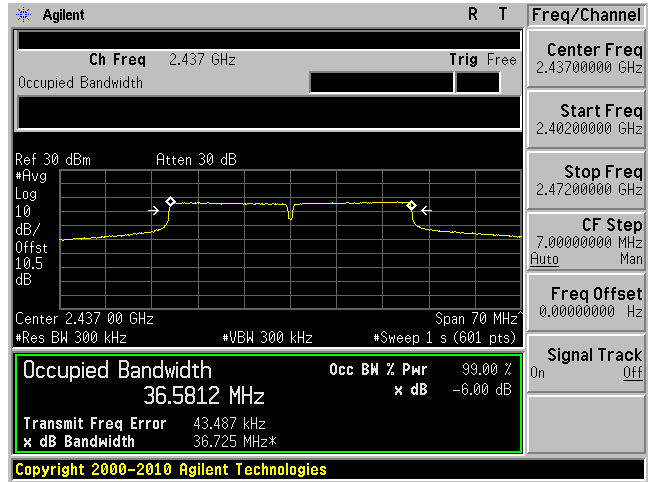 Agilent R T
Freq/Channel
Ch Freq 2.437 GHz Trig Free
Occupied Bandwidth
Center Freq
2.43700000 GHz
Start Freq
2.40200000 GHz
Stop Freq
2.47200000 GHz
CF Step
7.00000000 MHz
Auto Man
Freq Offset
0.00000000 Hz
Signal Track
On Off
Ref 30 dBm Atten 30 dB
#Avg
Log
10
dB/
Offst
10.5
dB
Center 2.437 00 GHz Span 70 MHz^
#Res BW 300 kHz #VBW 300 kHz #Sweep 1 s (601 pts)
Occupied Bandwidth Occ BW % Pwr 99.00 %
36.5812 MHz x dB -6.00 dB
Transmit Freq Error 43.487 kHz
x dB Bandwidth 36.725 MHz*
Copyright 2000-2010 Agilent Technologies